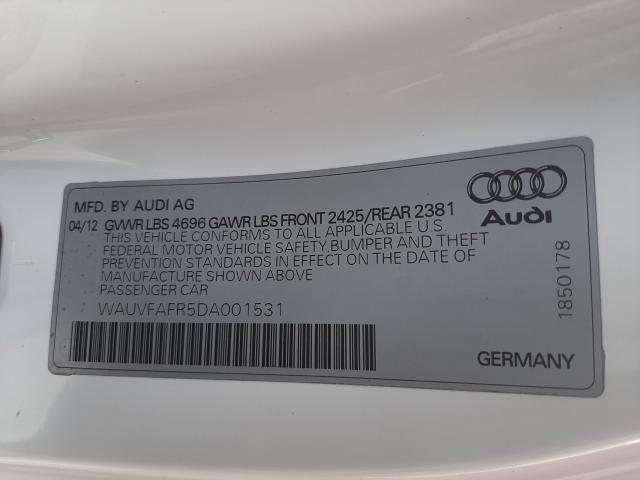 MFD. BY AUDI AG
04/12 GVWR LBS 4696 GAWR LBS FRONT 2425/REAR 2381
THIS VEHICLE CONFORMS TO ALL APPLICABLE U.S.
FEDERAL MOTOR VEHICLE SAFETY, BUMPER AND THEFT
PREVENTION STANDARDS IN EFFECT ON THE DATE OF
MANUFACTURE SHOWN ABOVE
PASSENGER CAR
WAUVFAFR5DA001531
Audi
1850178
GERMANY